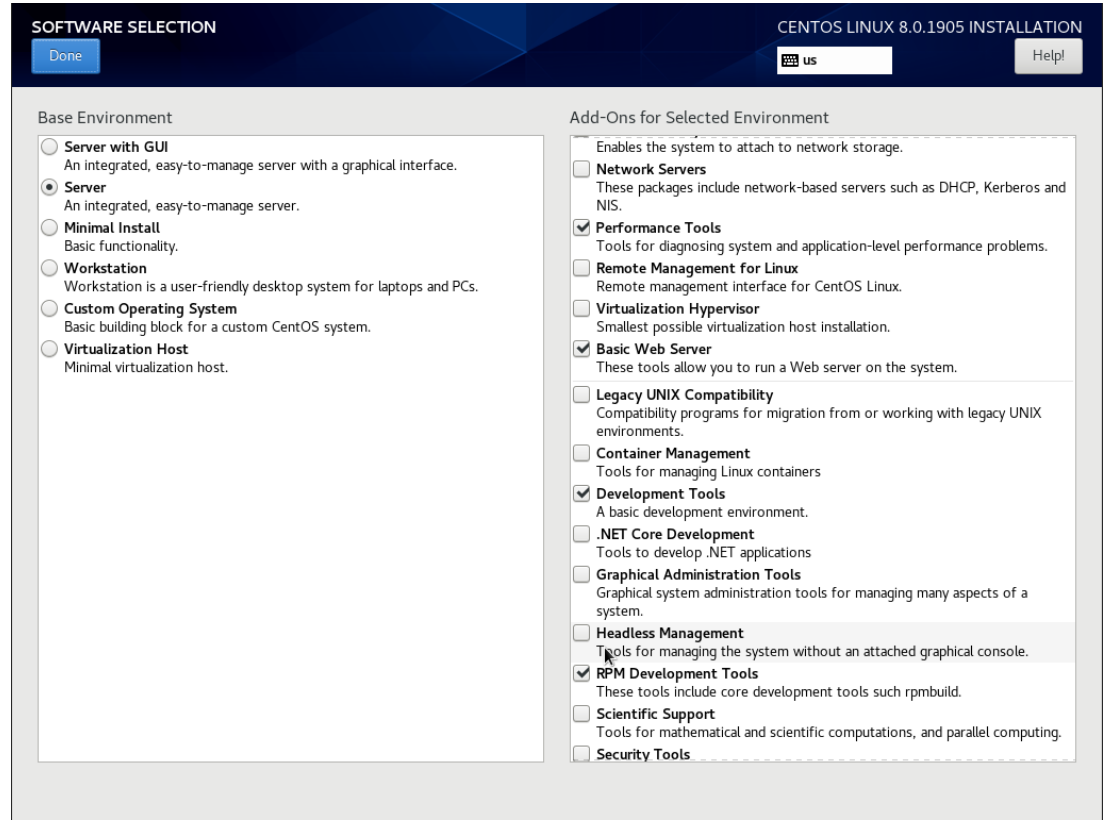 SOFTWARE SELECTION
CENTOS LINUX 8.0.1905 INSTALLATION
Done
us
Help!
Base Environment
Server with GUI
An integrated, easy-to-manage server with a graphical interface.
Server
An integrated, easy-to-manage server.
Minimal Install
Basic functionality.
Workstation
Workstation is a user-friendly desktop system for laptops and PCs.
Custom Operating System
Basic building block for a custom CentOS system.
Virtualization Host
Minimal virtualization host.
Add-Ons for Selected Environment
Enables the system to attach to network storage.
Network Servers
These packages include network-based servers such as DHCP, Kerberos and
NIS.
Performance Tools
Tools for diagnosing system and application-level performance problems.
Remote Management for Linux
Remote management interface for CentOS Linux.
Virtualization Hypervisor
Smallest possible virtualization host installation.
Basic Web Server
These tools allow you to run a Web server on the system.
Legacy UNIX Compatibility
Compatibility programs for migration from or working with legacy UNIX
environments.
Container Management
Tools for managing Linux containers
Development Tools
A basic development environment.
.NET Core Development
Tools to develop .NET applications
Graphical Administration Tools
Graphical system administration tools for managing many aspects of a
system.
Headless Management
Tools for managing the system without an attached graphical console.
RPM Development Tools
These tools include core development tools such rpmbuild.
Scientific Support
Tools for mathematical and scientific computations, and parallel computing.
Security Tools